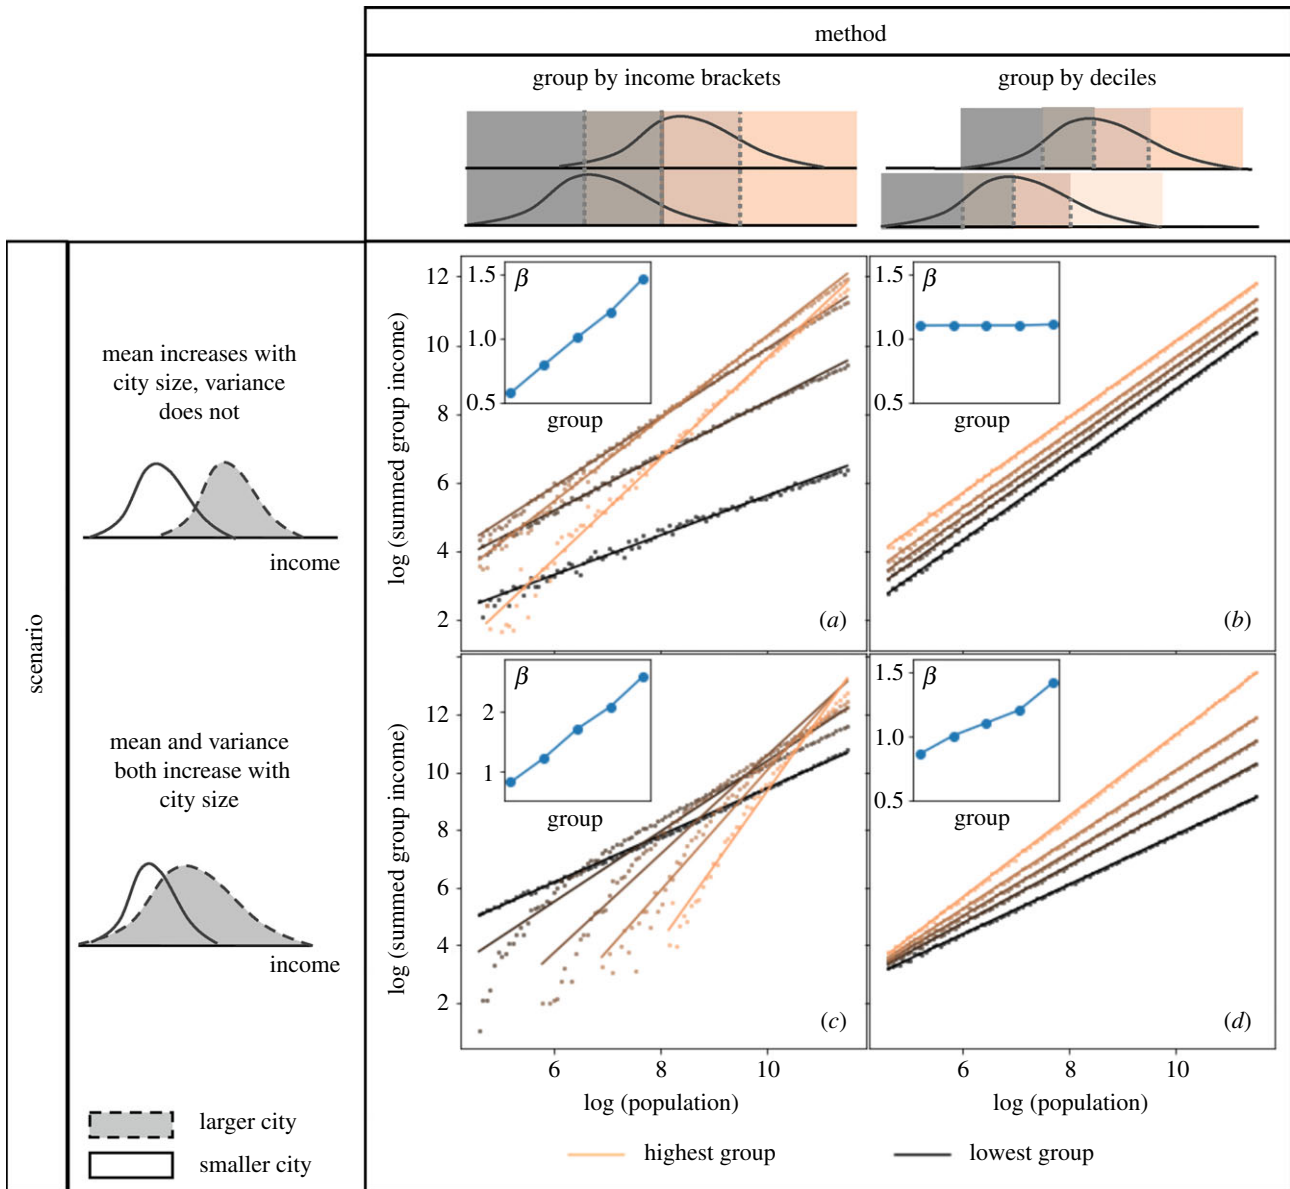 method
group by income brackets
group by deciles
scenario
mean increases with
city size, variance
does not
income
mean and variance
both increase with
city size
income
larger city
smaller city
log (summed group income)
12
10
8
6
4
2
β
1.5
1.0
0.5
group
(a)
β
1.5
1.0
0.5
group
(b)
log (summed group income)
12
10
8
6
4
2
β
2
1
group
(c)
6 8 10
log (population)
β
1.5
1.0
0.5
group
(d)
6 8 10
log (population)
highest group
lowest group